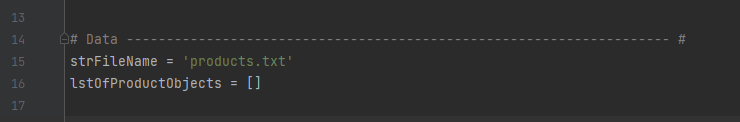 13
14 # Data ------------------------------------------------------------------- #
15 strFileName = 'products.txt'
16 lstOfProductObjects = []
17